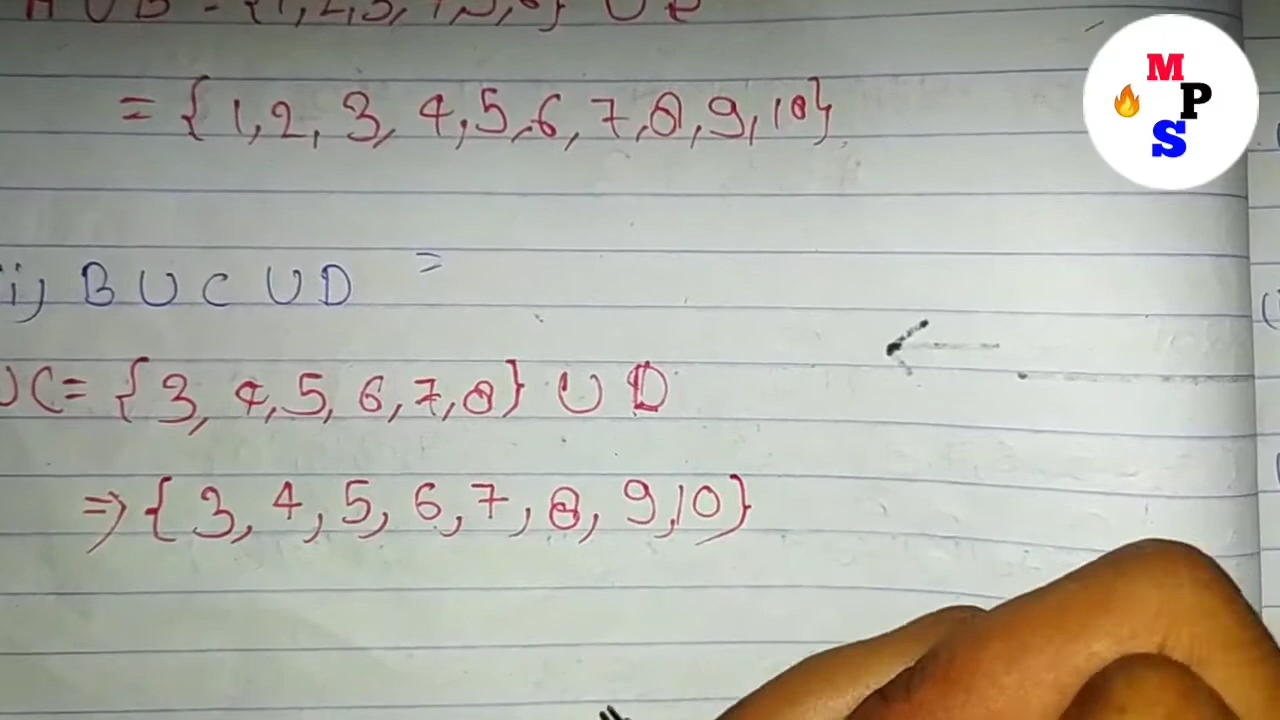 = {1, 2, 3, 4, 5, 6, 7, 8, 9, 10}
ii) B ∪ C ∪ D =
∪ C = {3, 4, 5, 6, 7, 8} ∪ D
⇒ {3, 4, 5, 6, 7, 8, 9, 10}
M
P
S